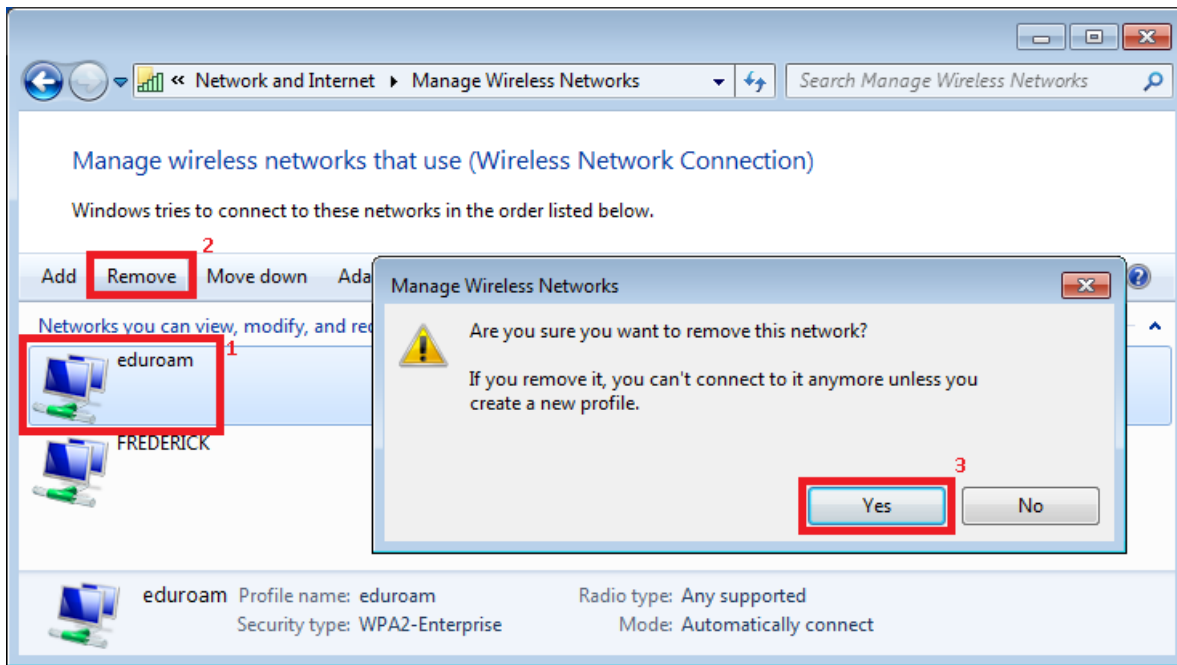 « Network and Internet ▸ Manage Wireless Networks
Search Manage Wireless Networks
Manage wireless networks that use (Wireless Network Connection)
Windows tries to connect to these networks in the order listed below.
2
Add Remove Move down Ada
Manage Wireless Networks
Networks you can view, modify, and
1
eduroam
FREDERICK
Are you sure you want to remove this network?
If you remove it, you can't connect to it anymore unless you
create a new profile.
3
Yes No
eduroam Profile name: eduroam Radio type: Any supported
Security type: WPA2-Enterprise Mode: Automatically connect